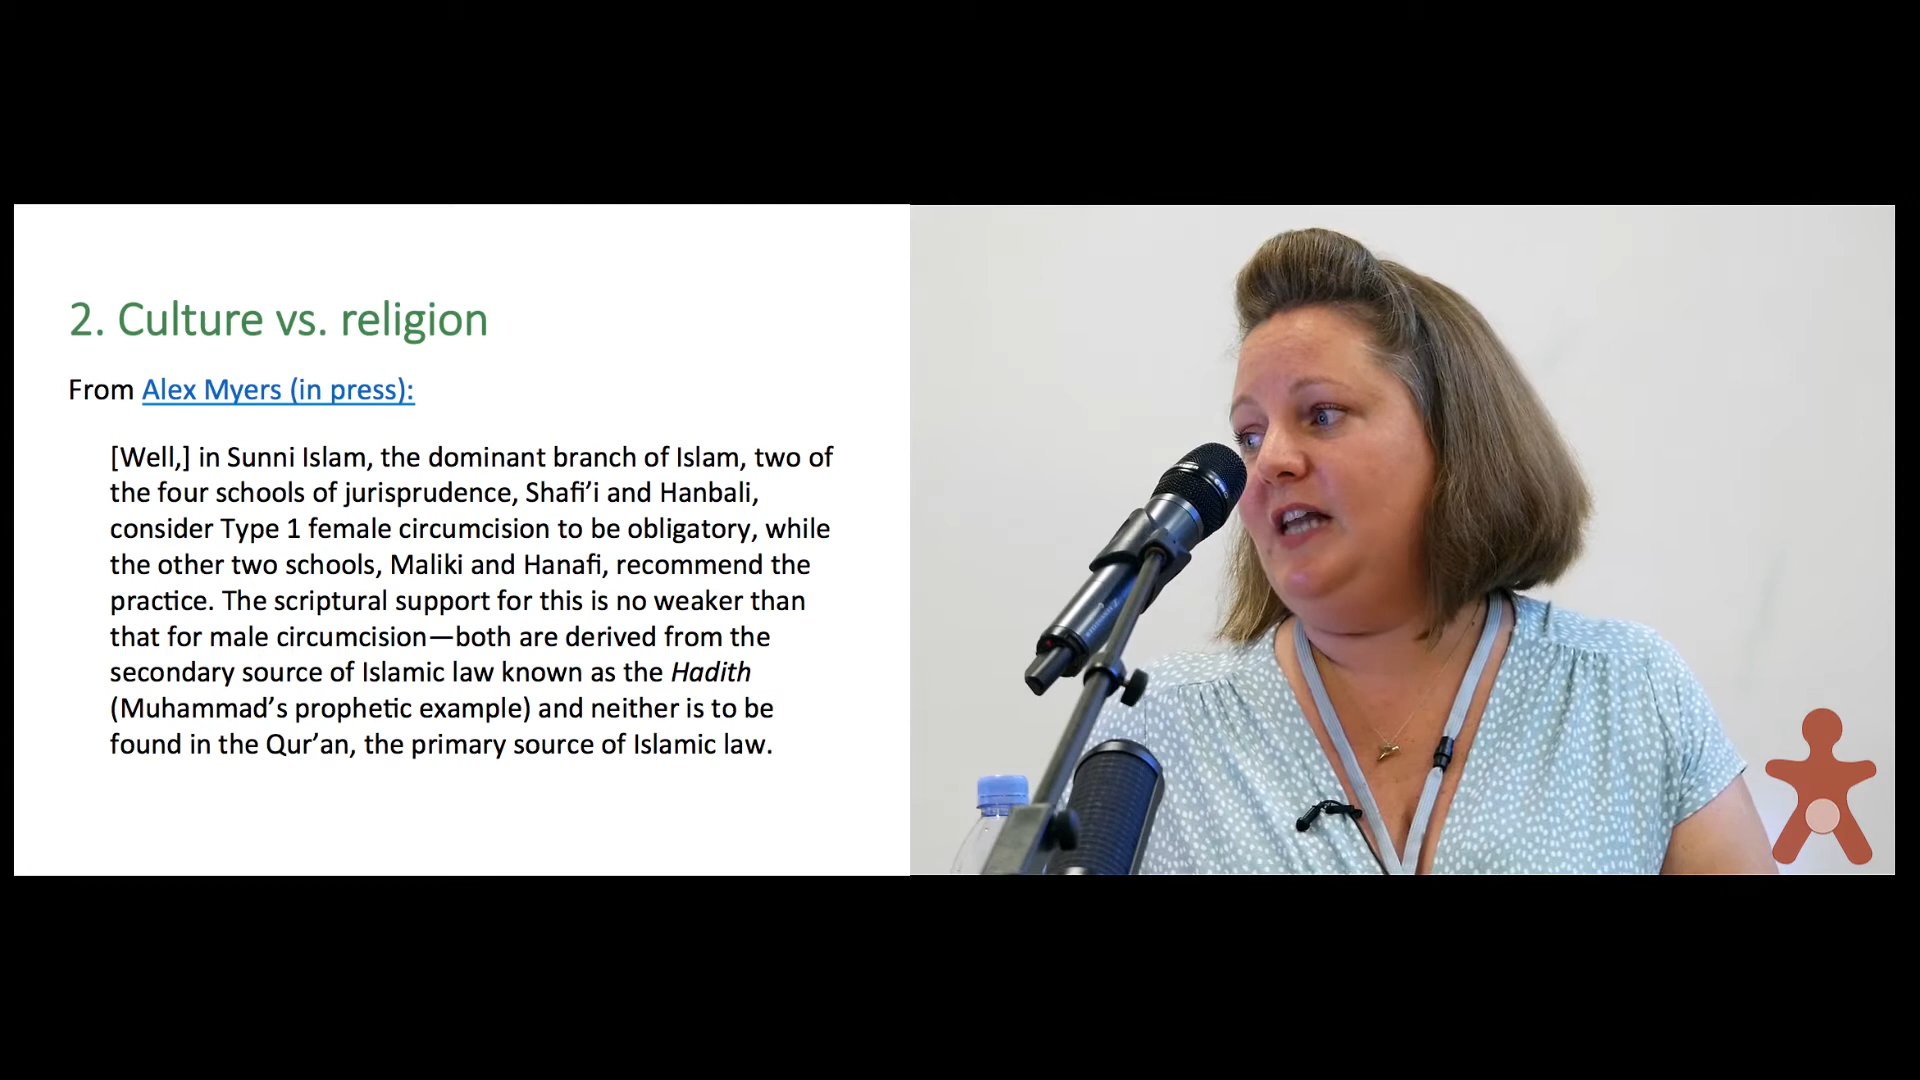 2. Culture vs. religion
From Alex Myers (in press):
[Well,] in Sunni Islam, the dominant branch of Islam, two of
the four schools of jurisprudence, Shafi’i and Hanbali,
consider Type 1 female circumcision to be obligatory, while
the other two schools, Maliki and Hanafi, recommend the
practice. The scriptural support for this is no weaker than
that for male circumcision—both are derived from the
secondary source of Islamic law known as the Hadith
(Muhammad’s prophetic example) and neither is to be
found in the Qur’an, the primary source of Islamic law.